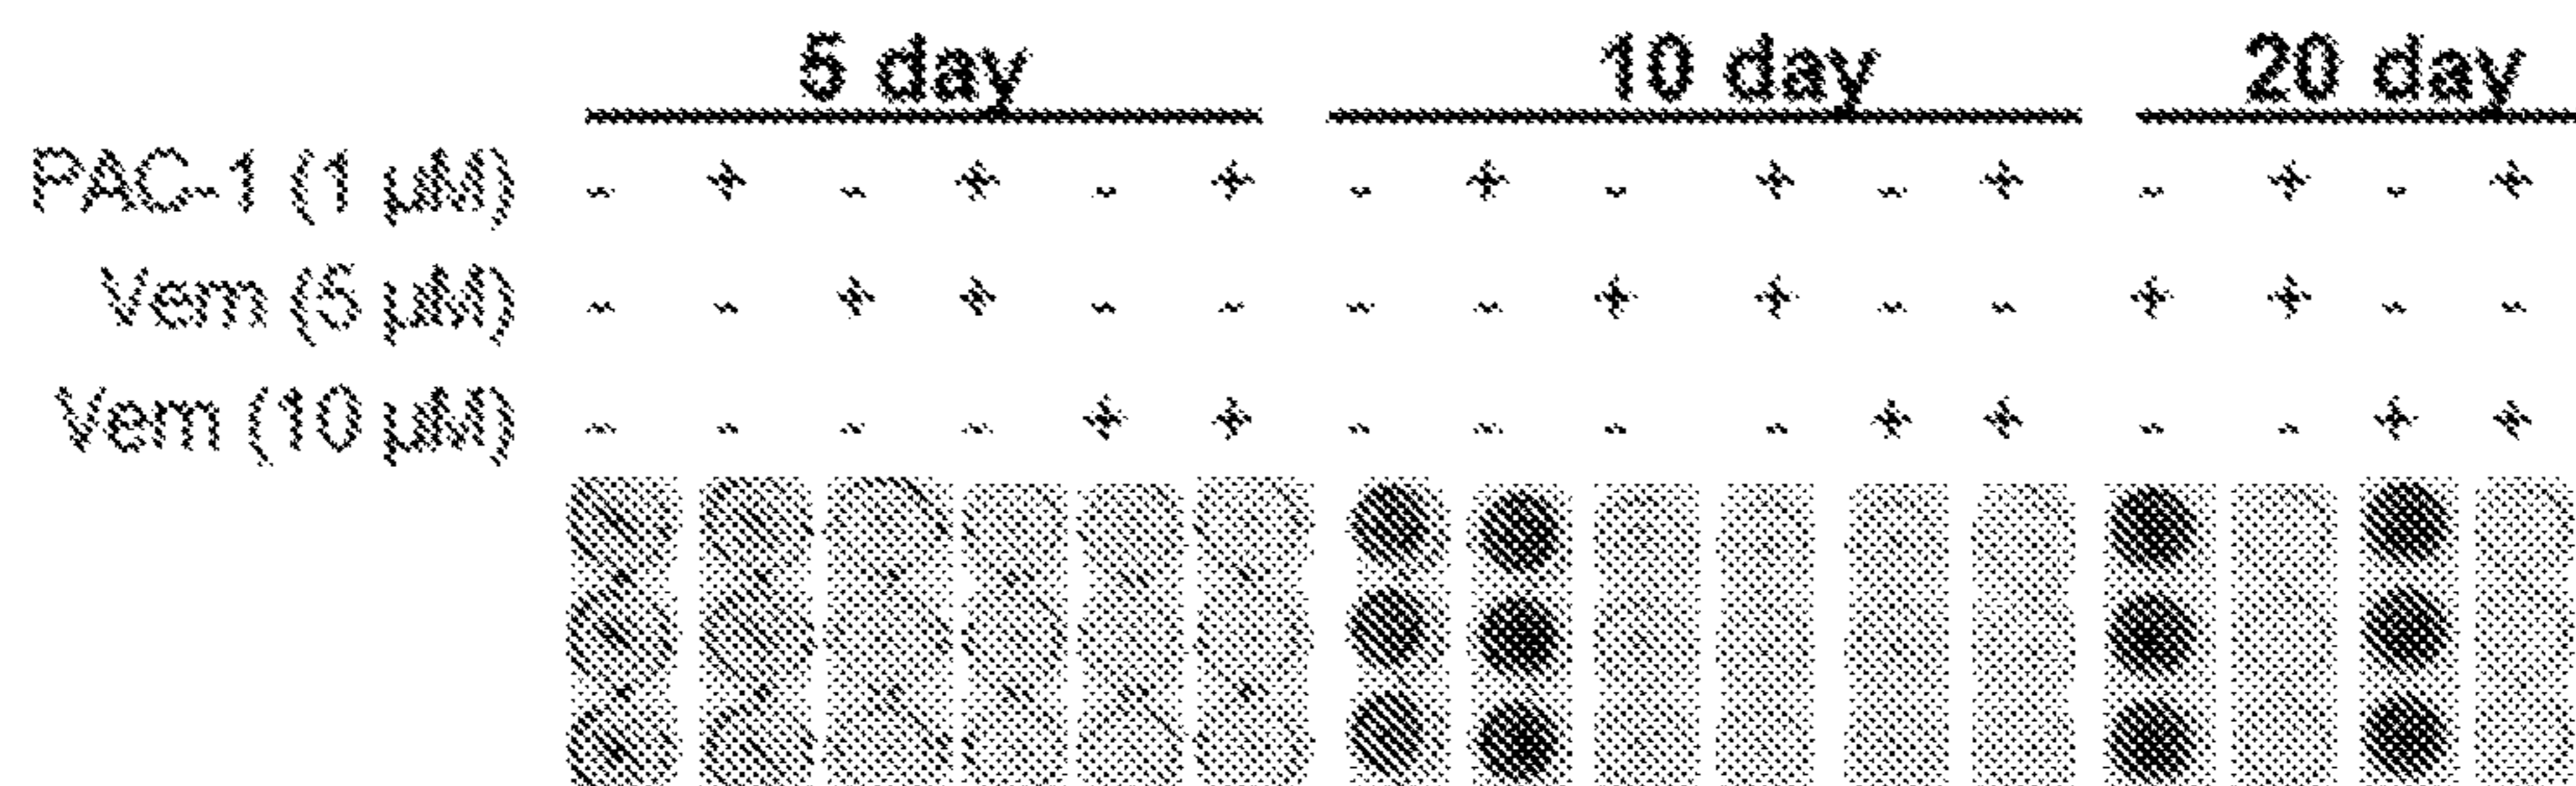 5 day 10 day 20 day
PAC-1 (1 µM) - + - + - + - + - + - + - + - +
Vem (5 µM) - - + + - - - - + + - - + + - -
Vem (10 µM) - - - - + + - - - - + + - - + +